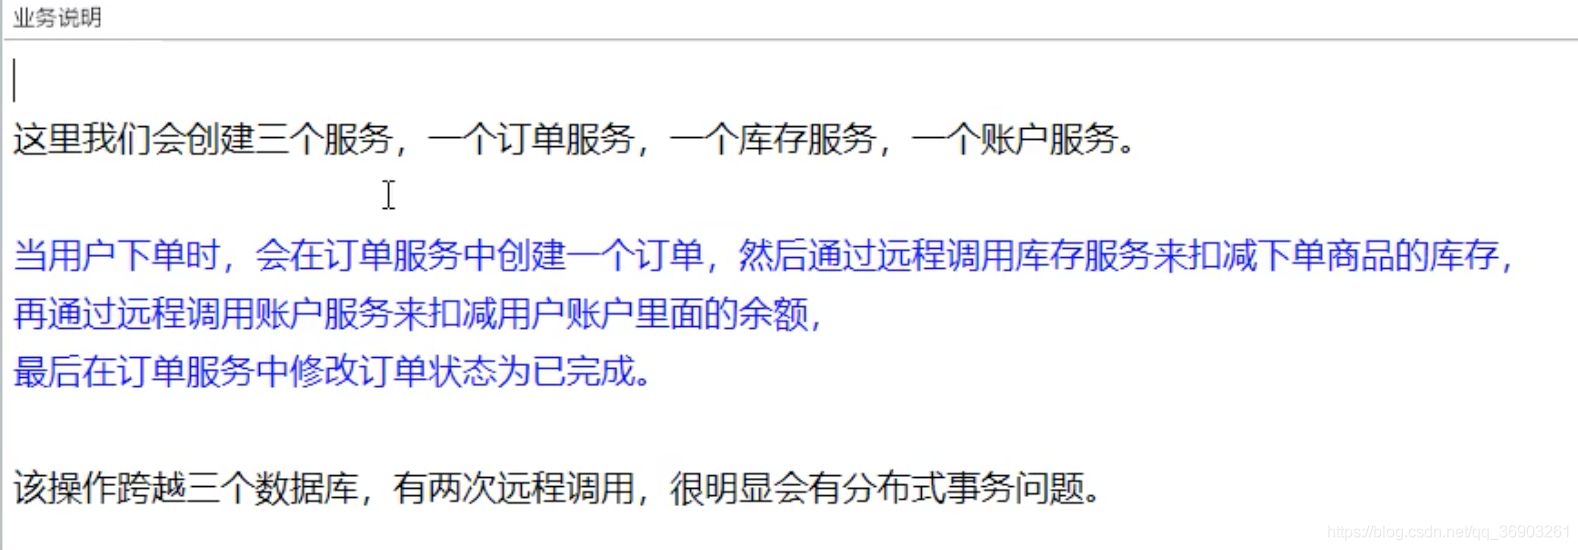 业务说明
这里我们会创建三个服务，一个订单服务，一个库存服务，一个账户服务。
当用户下单时，会在订单服务中创建一个订单，然后通过远程调用库存服务来扣减下单商品的库存，
再通过远程调用账户服务来扣减用户账户里面的余额，
最后在订单服务中修改订单状态为已完成。
该操作跨越三个数据库，有两次远程调用，很明显会有分布式事务问题。
https://blog.csdn.net/qq_36903261